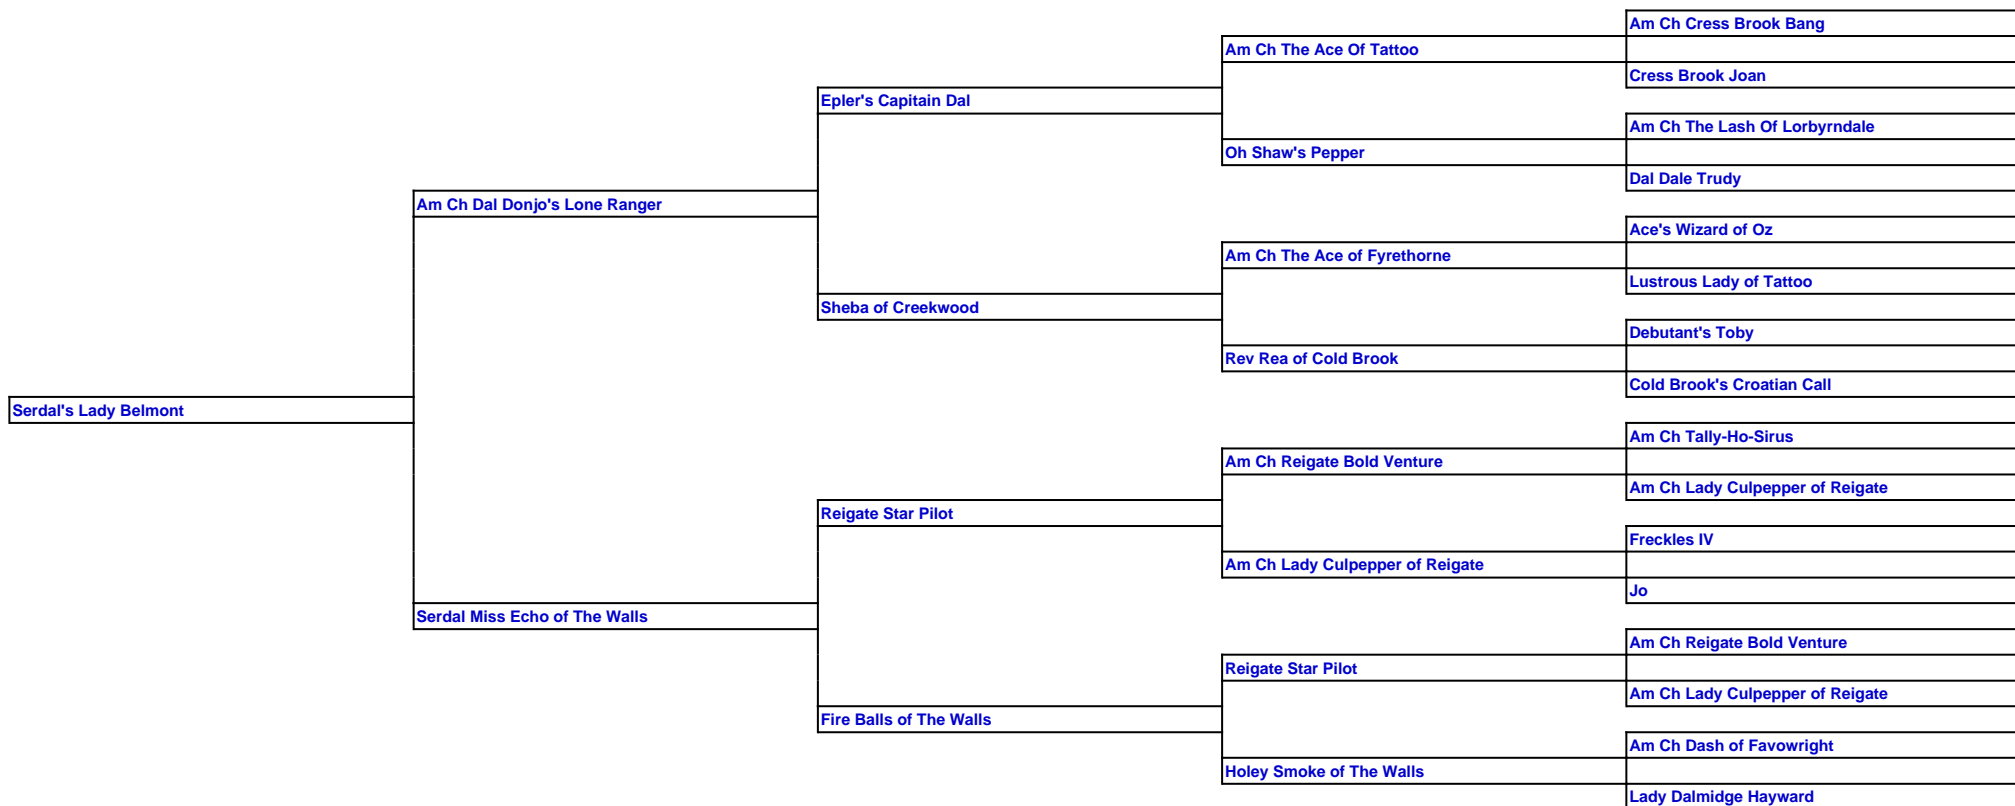 Am Ch Cress Brook Bang
Am Ch The Ace Of Tattoo
Cress Brook Joan
Epler's Capitain Dal
Am Ch The Lash Of Lorbyrndale
Oh Shaw's Pepper
Dal Dale Trudy
Am Ch Dal Donjo's Lone Ranger
Ace's Wizard of Oz
Am Ch The Ace of Fyrethorne
Lustrous Lady of Tattoo
Sheba of Creekwood
Debutant's Toby
Rev Rea of Cold Brook
Cold Brook's Croatian Call
Serdal's Lady Belmont
Am Ch Tally-Ho-Sirus
Am Ch Reigate Bold Venture
Am Ch Lady Culpepper of Reigate
Reigate Star Pilot
Freckles IV
Am Ch Lady Culpepper of Reigate
Jo
Serdal Miss Echo of The Walls
Am Ch Reigate Bold Venture
Reigate Star Pilot
Am Ch Lady Culpepper of Reigate
Fire Balls of The Walls
Am Ch Dash of Favowright
Holey Smoke of The Walls
Lady Dalmidge Hayward